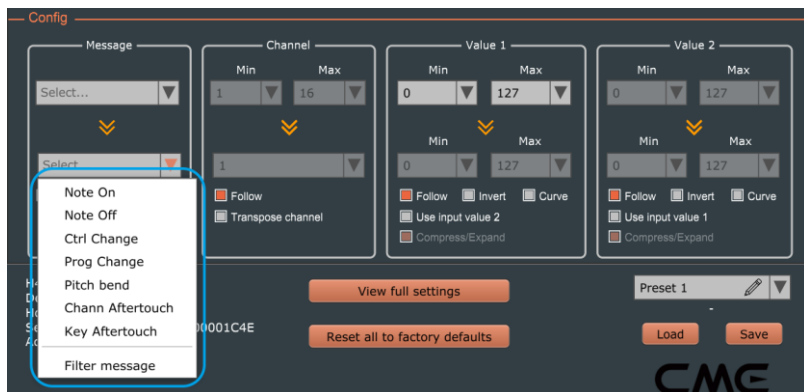 Config
Message
Channel
Value 1
Value 2
Min Max Min Max Min Max
Select... 1 16 0 127 0 127
Min Max Min Max
Select 1 0 127 0 127
Note On
Note Off
Ctrl Change
Prog Change
Pitch bend
Chann Aftertouch
Key Aftertouch
Filter message
Follow
Transpose channel
Follow Invert Curve
Use input value 2
Compress/Expand
Follow Invert Curve
Use input value 1
Compress/Expand
00001C4E
View full settings
Reset all to factory defaults
Preset 1
-
Load Save
CME